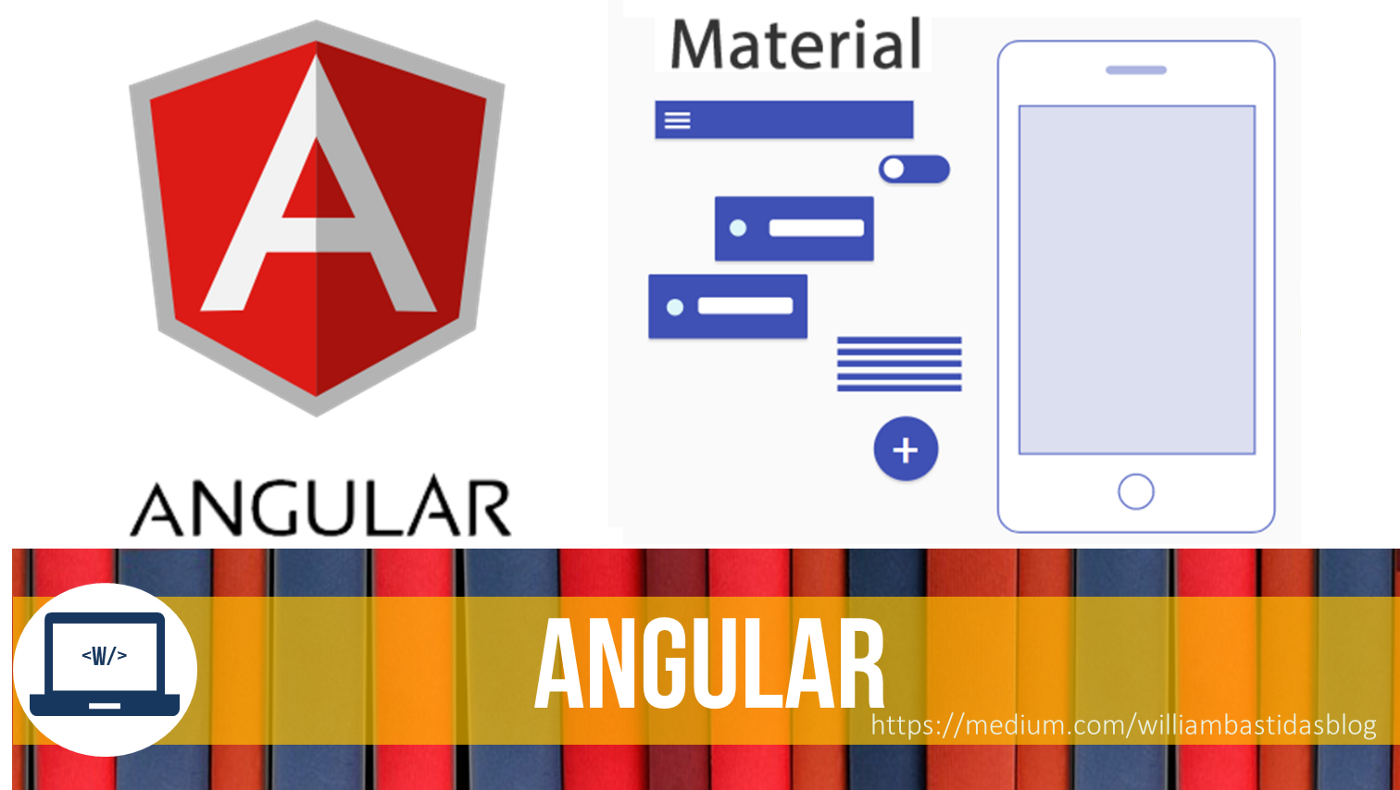 A
ANGULAR
Material
<W/>
ANGULAR
https://medium.com/williambastidasblog